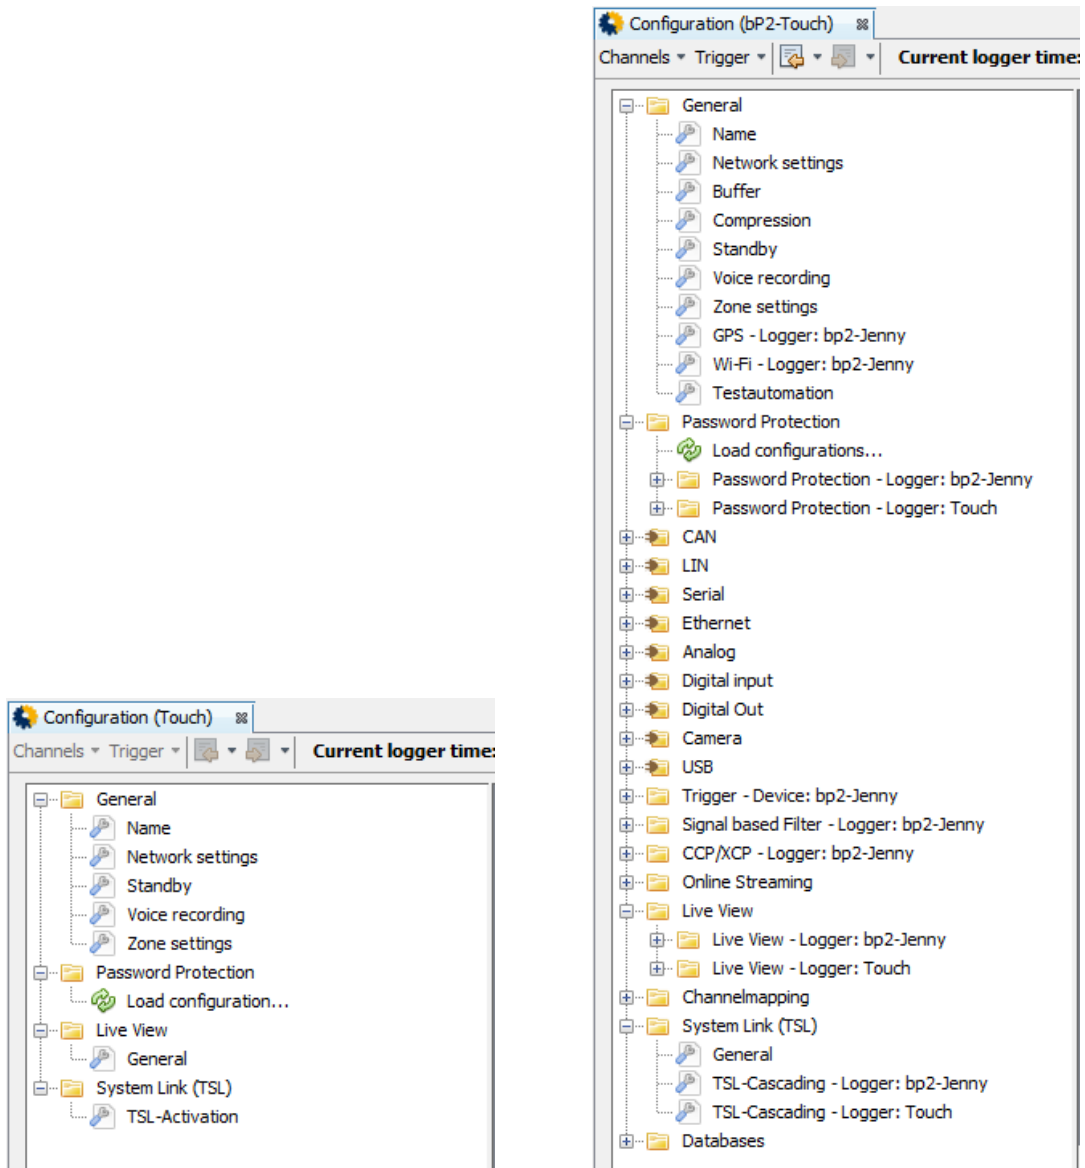 Configuration (bP2-Touch)
Channels Trigger Current logger time:
General
Name
Network settings
Buffer
Compression
Standby
Voice recording
Zone settings
GPS - Logger: bp2-Jenny
Wi-Fi - Logger: bp2-Jenny
Testautomation
Password Protection
Load configurations...
Password Protection - Logger: bp2-Jenny
Password Protection - Logger: Touch
CAN
LIN
Serial
Ethernet
Analog
Digital input
Digital Out
Camera
USB
Trigger - Device: bp2-Jenny
Signal based Filter - Logger: bp2-Jenny
CCP/XCP - Logger: bp2-Jenny
Online Streaming
Live View
Live View - Logger: bp2-Jenny
Live View - Logger: Touch
Channelmapping
System Link (TSL)
General
TSL-Cascading - Logger: bp2-Jenny
TSL-Cascading - Logger: Touch
Databases
Configuration (Touch)
Channels Trigger Current logger time:
General
Name
Network settings
Standby
Voice recording
Zone settings
Password Protection
Load configuration...
Live View
General
System Link (TSL)
TSL-Activation